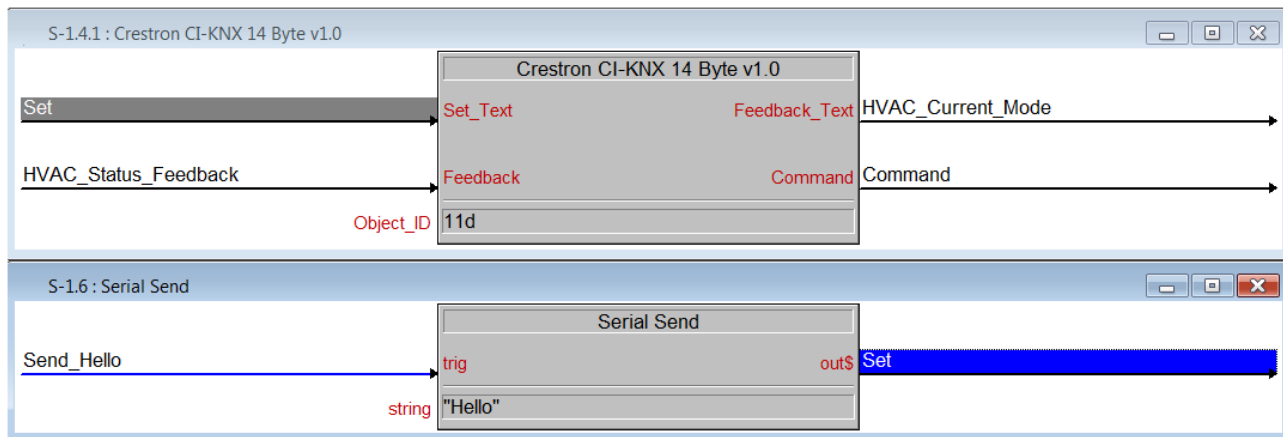 S-1.4.1 : Crestron CI-KNX 14 Byte v1.0
Crestron CI-KNX 14 Byte v1.0
Set Set_Text Feedback_Text HVAC_Current_Mode
HVAC_Status_Feedback Feedback Command Command
Object_ID 11d
S-1.6 : Serial Send
Serial Send
Send_Hello trig out$ Set
string "Hello"